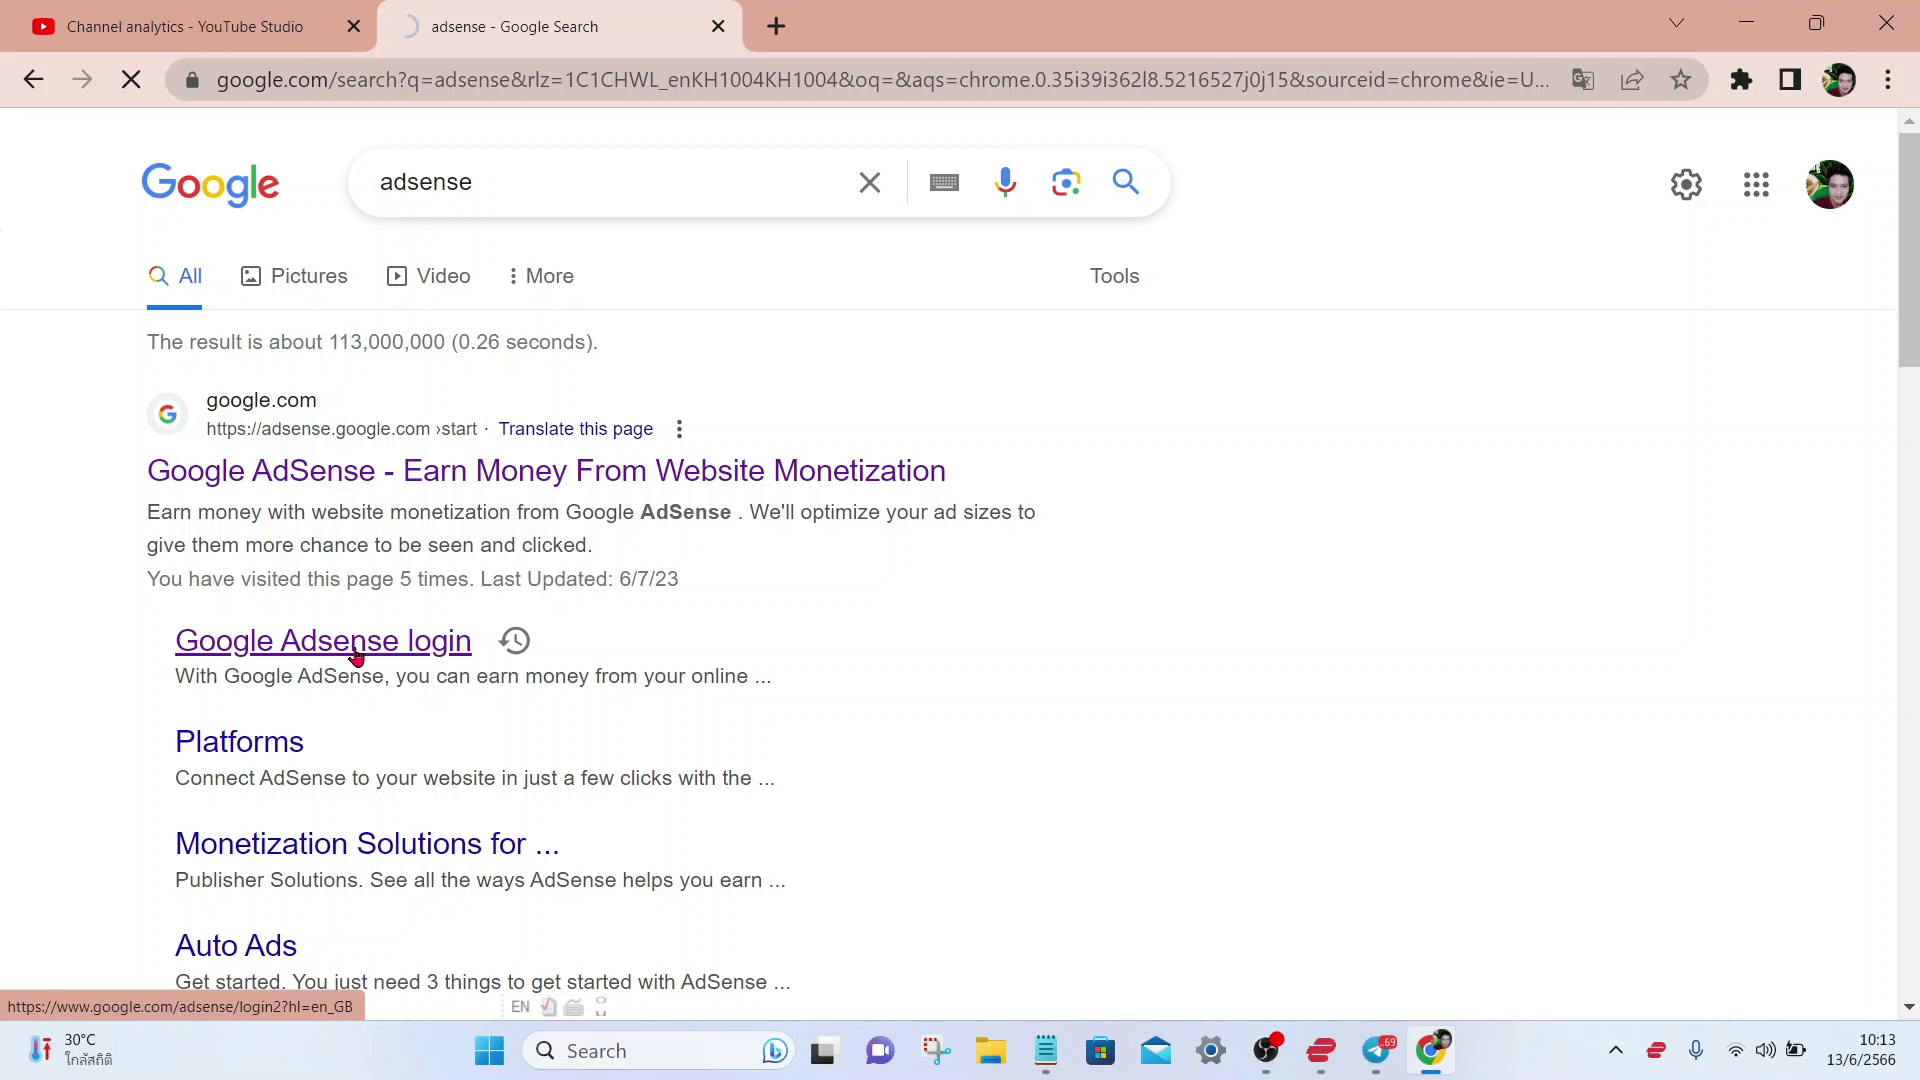 Channel analytics - YouTube Studio
adsense - Google Search
google.com/search?q=adsense&rlz=1C1CHWL_enKH1004KH1004&oq=&aqs=chrome.0.35i39i362l8.5216527j0j15&sourceid=chrome&ie=U...
Google
adsense
All
Pictures
Video
More
Tools
The result is about 113,000,000 (0.26 seconds).
google.com
https://adsense.google.com ›start · Translate this page
Google AdSense - Earn Money From Website Monetization
Earn money with website monetization from Google AdSense . We'll optimize your ad sizes to
give them more chance to be seen and clicked.
You have visited this page 5 times. Last Updated: 6/7/23
Google Adsense login
With Google AdSense, you can earn money from your online ...
Platforms
Connect AdSense to your website in just a few clicks with the ...
Monetization Solutions for ...
Publisher Solutions. See all the ways AdSense helps you earn ...
Auto Ads
Get started. You just need 3 things to get started with AdSense ...
https://www.google.com/adsense/login2?hl=en_GB
EN
30°C
ใกล้สถิติ
Search
69
10:13
13/6/2566